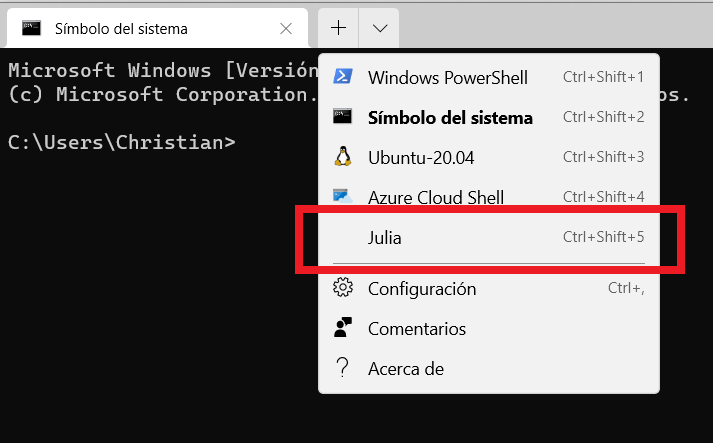 Símbolo del sistema
Microsoft Windows [Versión
(c) Microsoft Corporation. os.
C:\Users\Christian>
Windows PowerShell Ctrl+Shift+1
Símbolo del sistema Ctrl+Shift+2
Ubuntu-20.04 Ctrl+Shift+3
Azure Cloud Shell Ctrl+Shift+4
Julia Ctrl+Shift+5
Configuración Ctrl+,
Comentarios
Acerca de